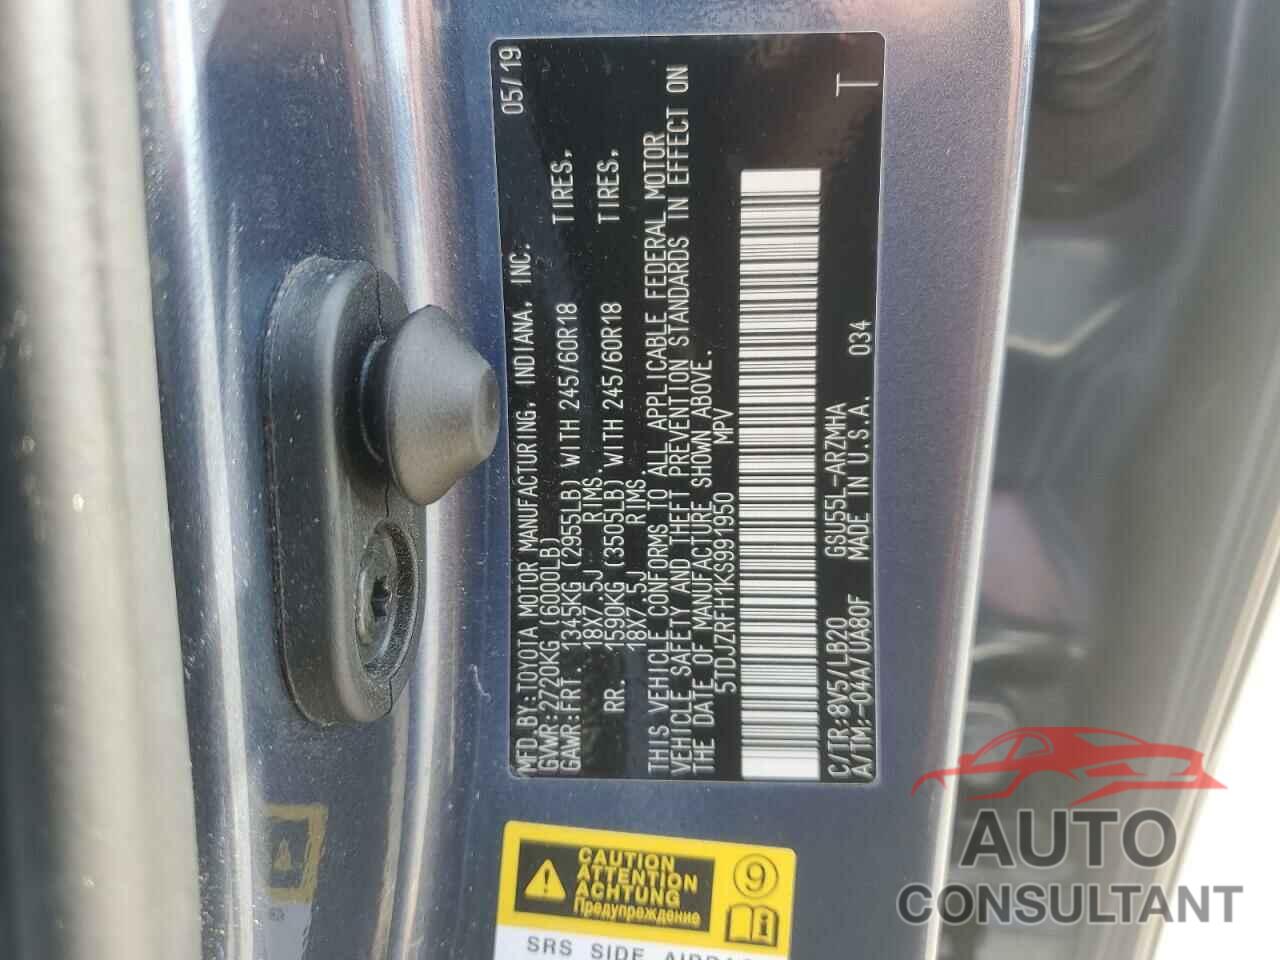 MFD.BY:TOYOTA MOTOR MANUFACTURING, INDIANA, INC. 05/19
GVWR:2720KG (6000LB)
GAWR:FRT. 1345KG (2955LB) WITH 245/60R18 TIRES,
18X7.5J RIMS.
RR. 1590KG (3505LB) WITH 245/60R18 TIRES,
18X7.5J RIMS.
THIS VEHICLE CONFORMS TO ALL APPLICABLE FEDERAL MOTOR
VEHICLE SAFETY AND THEFT PREVENTION STANDARDS IN EFFECT ON
THE DATE OF MANUFACTURE SHOWN ABOVE.
5TDJZRFH1KS991950 MPV
C/TR:8V5/LB20 GSU55L-ARZMHA 034 T
A/TM:-04A/UA80F MADE IN U.S.A.
CAUTION
ATTENTION
ACHTUNG
Предупреждение
9
SRS SIDE
AUTO
CONSULTANT